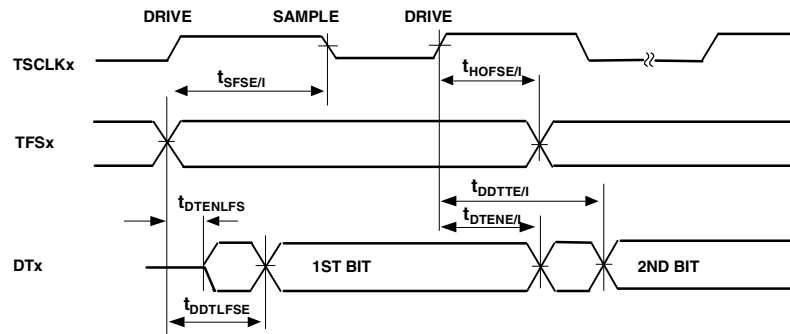 DRIVE SAMPLE DRIVE
TSCLKx
tSFSE/I
tHOFSE/I
TFSx
tDDTTE/I
tDTENLFS
tDTENE/I
DTx
1ST BIT
2ND BIT
tDDTLFSE